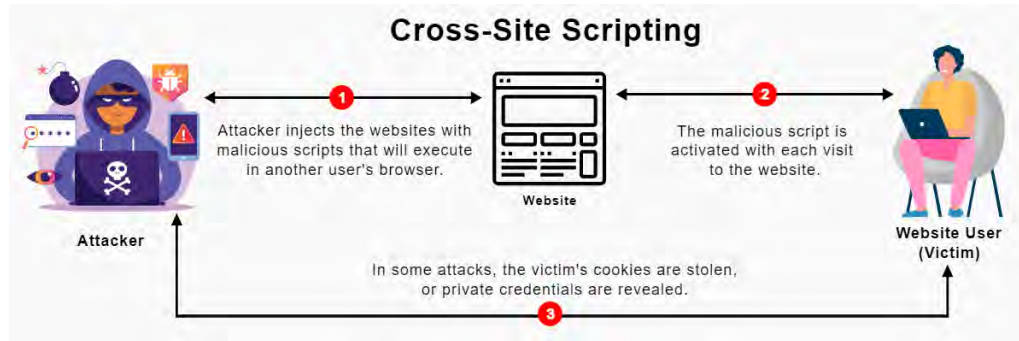 Cross-Site Scripting
1
Attacker injects the websites with
malicious scripts that will execute
in another user's browser.
Website
2
The malicious script is
activated with each visit
to the website.
Attacker
Website User
(Victim)
In some attacks, the victim's cookies are stolen,
or private credentials are revealed.
3